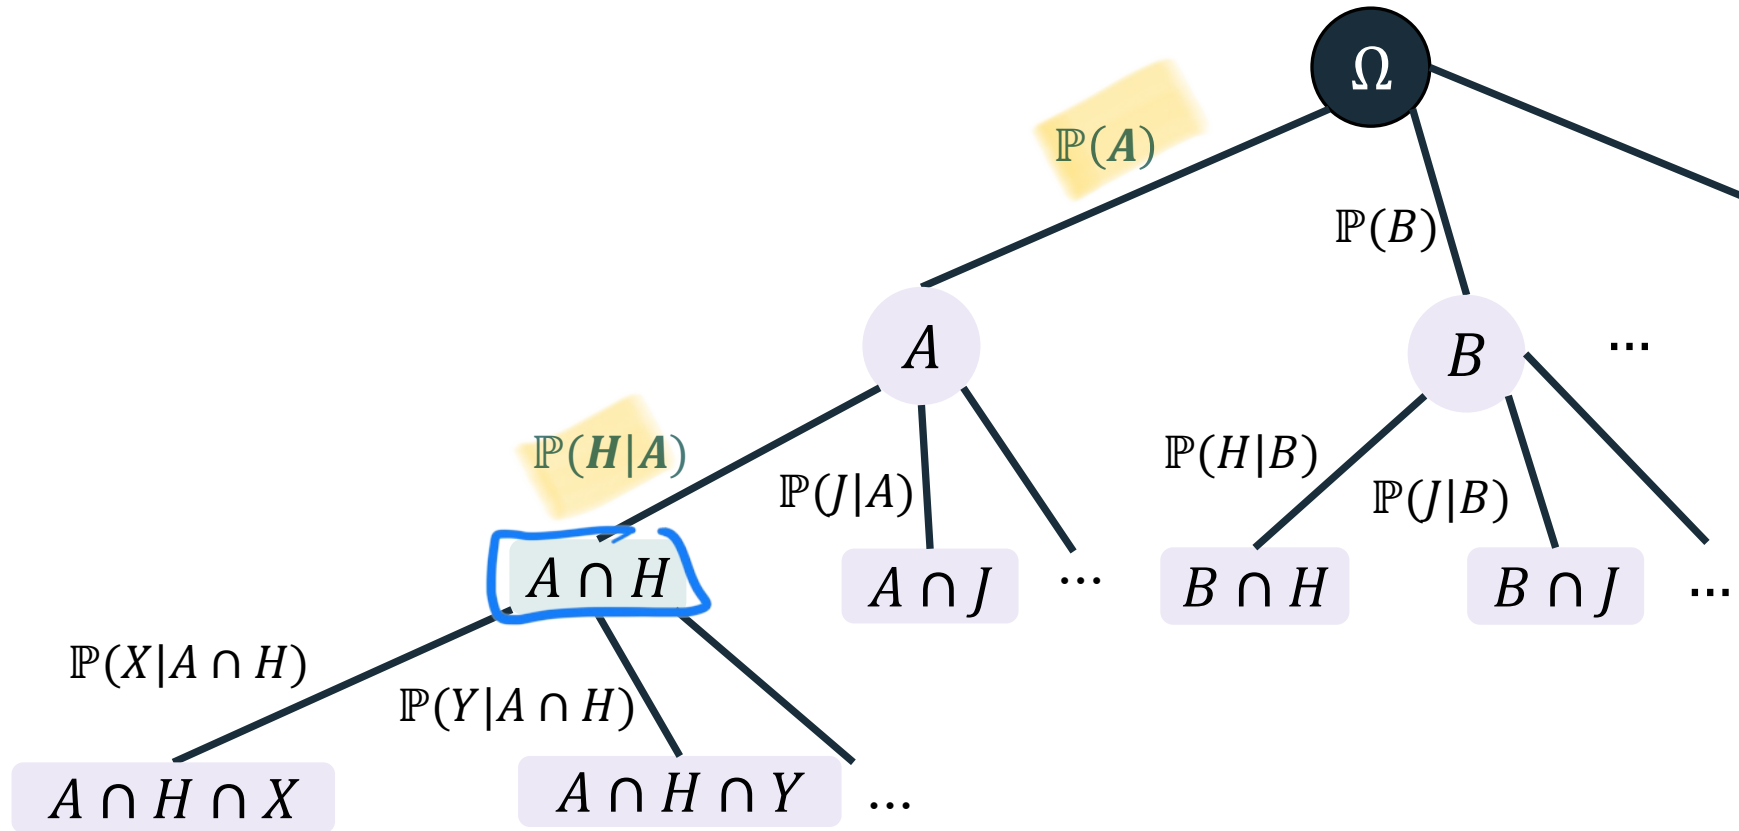 Ω
ℙ(A)
ℙ(B)
A
B
...
ℙ(H|A)
ℙ(J|A)
ℙ(H|B)
ℙ(J|B)
A ∩ H
A ∩ J
...
B ∩ H
B ∩ J
...
ℙ(X|A ∩ H)
ℙ(Y|A ∩ H)
A ∩ H ∩ X
A ∩ H ∩ Y
...